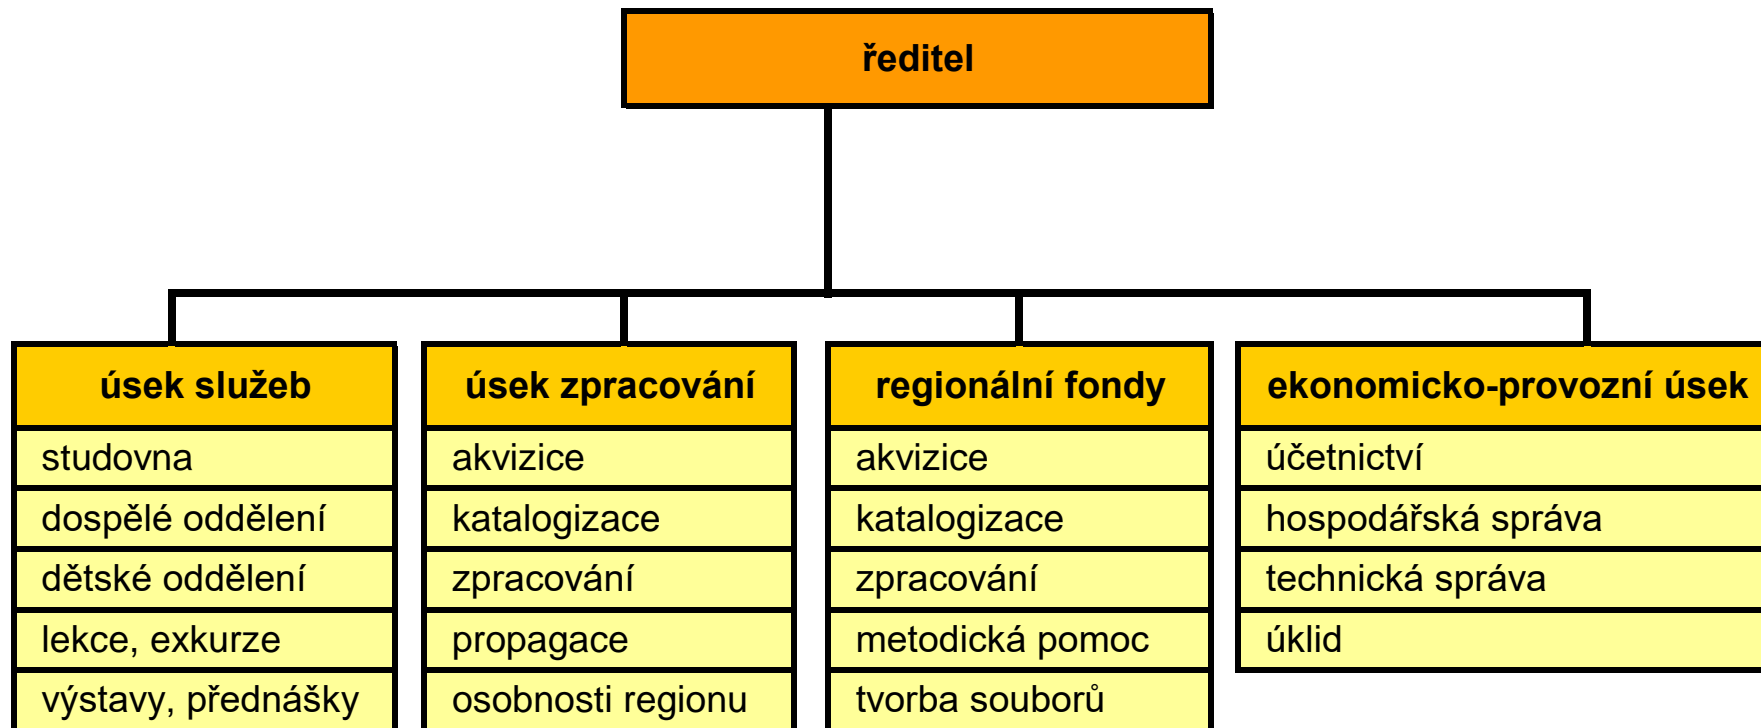 ředitel
úsek služeb
studovna
dospělé oddělení
dětské oddělení
lekce, exkurze
výstavy, přednášky
úsek zpracování
akvizice
katalogizace
zpracování
propagace
osobnosti regionu
regionální fondy
akvizice
katalogizace
zpracování
metodická pomoc
tvorba souborů
ekonomicko-provozní úsek
účetnictví
hospodářská správa
technická správa
úklid